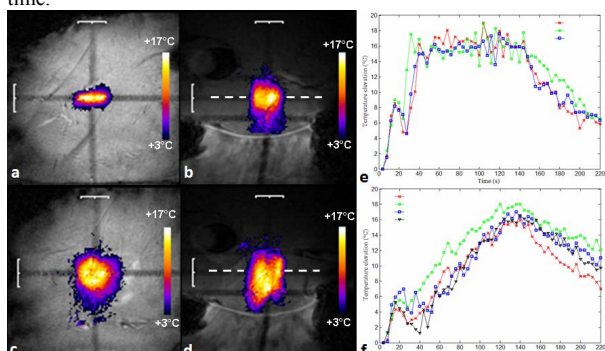 time.
+17°C
+3°C
a
+17°C
+3°C
b
+17°C
+3°C
c
+17°C
+3°C
d
20
18
16
14
12
10
8
6
4
2
0
Temperature elevation (°C)
0 20 40 60 80 100 120 140 160 180 200 220
Time (s)
e
20
18
16
14
12
10
8
6
4
2
0
Temperature elevation (°C)
0 20 40 60 80 100 120 140 160 180 200 220
f